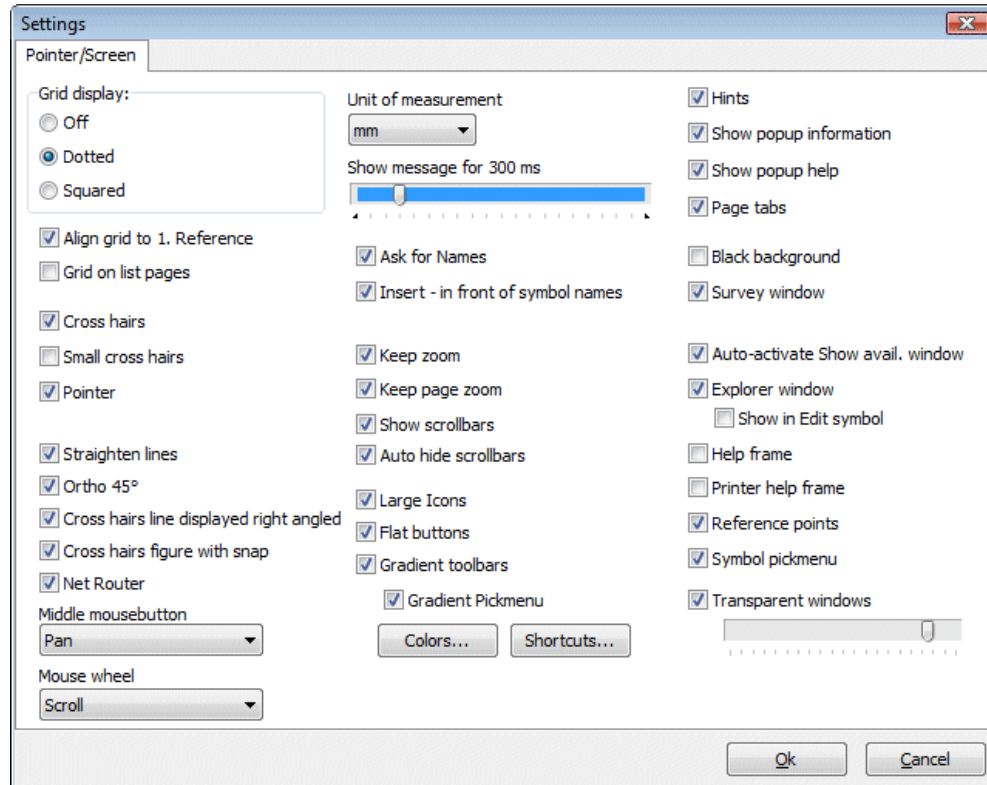 Settings
Pointer/Screen
Grid display:
Off
Dotted
Squared
Align grid to 1. Reference
Grid on list pages
Cross hairs
Small cross hairs
Pointer
Straighten lines
Ortho 45°
Cross hairs line displayed right angled
Cross hairs figure with snap
Net Router
Middle mousebutton
Pan
Mouse wheel
Scroll
Unit of measurement
mm
Show message for 300 ms
Ask for Names
Insert - in front of symbol names
Keep zoom
Keep page zoom
Show scrollbars
Auto hide scrollbars
Large Icons
Flat buttons
Gradient toolbars
Gradient Pickmenu
Colors...
Shortcuts...
Hints
Show popup information
Show popup help
Page tabs
Black background
Survey window
Auto-activate Show avail. window
Explorer window
Show in Edit symbol
Help frame
Printer help frame
Reference points
Symbol pickmenu
Transparent windows
Ok
Cancel